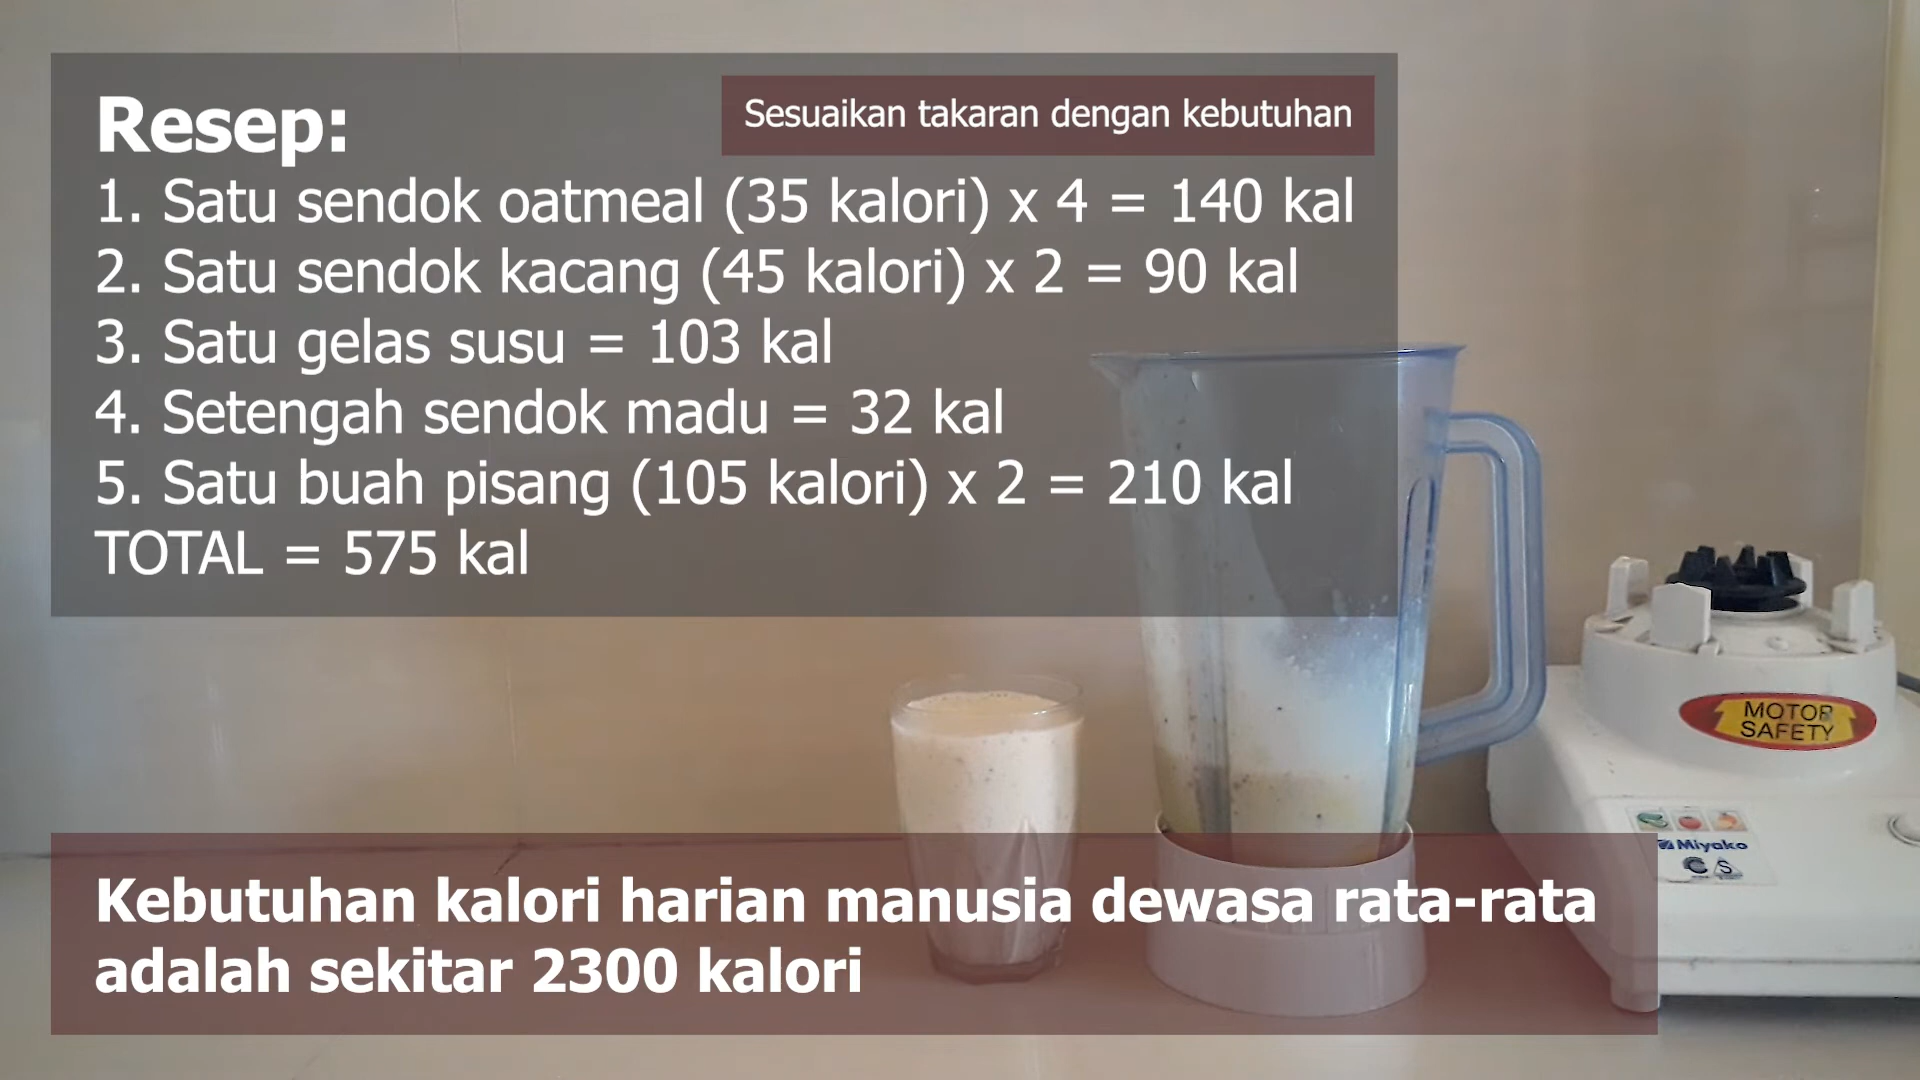 Resep:
Sesuaikan takaran dengan kebutuhan
1. Satu sendok oatmeal (35 kalori) x 4 = 140 kal
2. Satu sendok kacang (45 kalori) x 2 = 90 kal
3. Satu gelas susu = 103 kal
4. Setengah sendok madu = 32 kal
5. Satu buah pisang (105 kalori) x 2 = 210 kal
TOTAL = 575 kal
MOTOR
SAFETY
Miyako
Kebutuhan kalori harian manusia dewasa rata-rata
adalah sekitar 2300 kalori